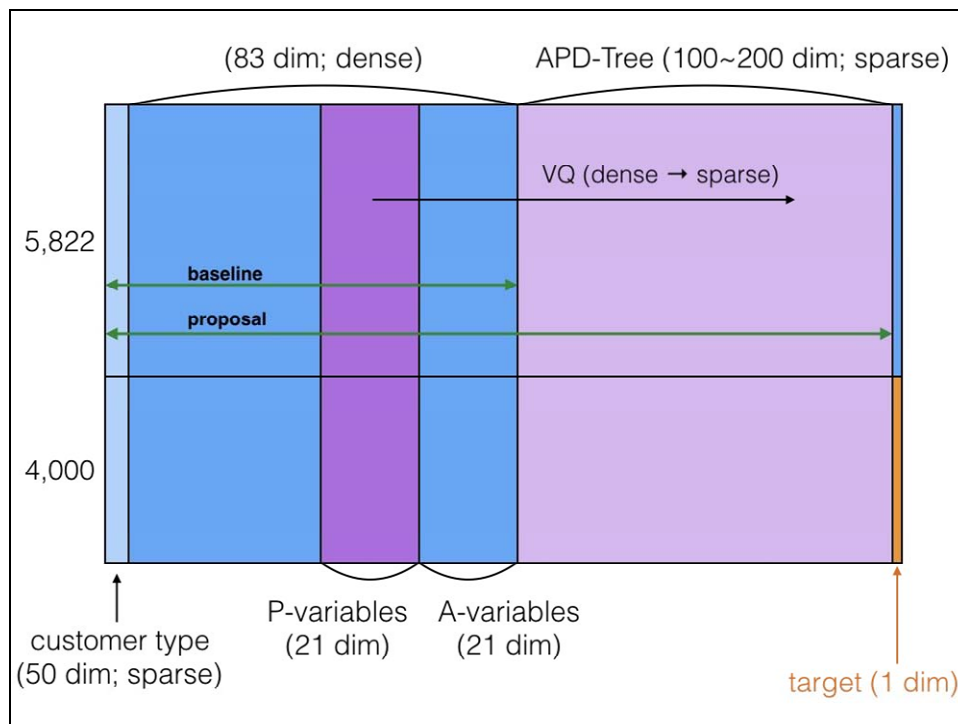 (83 dim; dense)
APD-Tree (100~200 dim; sparse)
VQ (dense → sparse)
5,822
baseline
proposal
4,000
P-variables
(21 dim)
A-variables
(21 dim)
customer type
(50 dim; sparse)
target (1 dim)